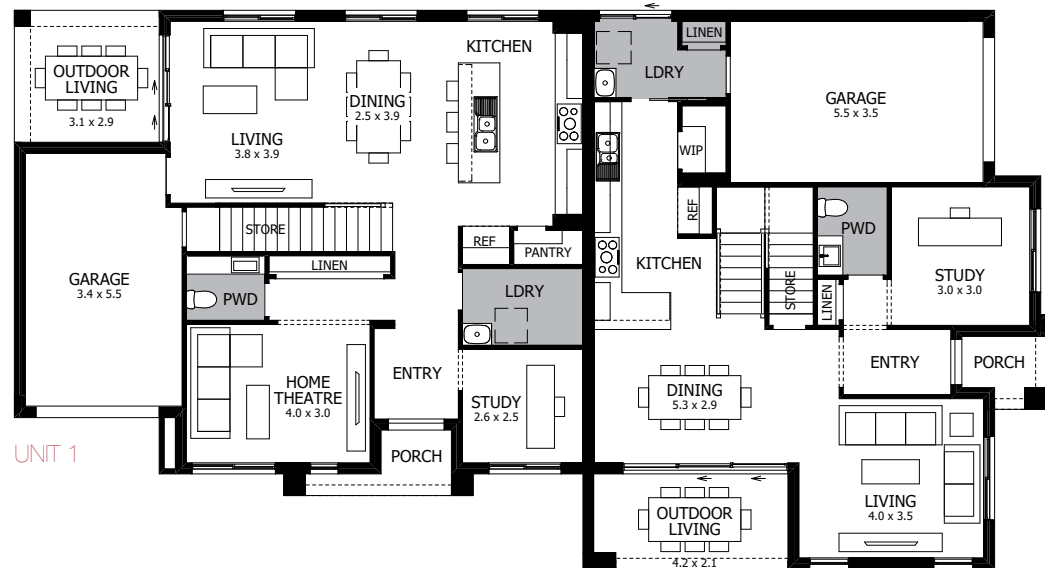 OUTDOOR
LIVING
3.1 x 2.9
LIVING
3.8 x 3.9
DINING
2.5 x 3.9
KITCHEN
STORE
REF
PANTRY
LINEN
GARAGE
3.4 x 5.5
PWD
LDRY
HOME
THEATRE
4.0 x 3.0
ENTRY
STUDY
2.6 x 2.5
PORCH
UNIT 1
LINEN
LDRY
WIP
GARAGE
5.5 x 3.5
REF
KITCHEN
STORE
PWD
LINEN
STUDY
3.0 x 3.0
ENTRY
PORCH
DINING
5.3 x 2.9
LIVING
4.0 x 3.5
OUTDOOR
LIVING
4.2 x 2.1